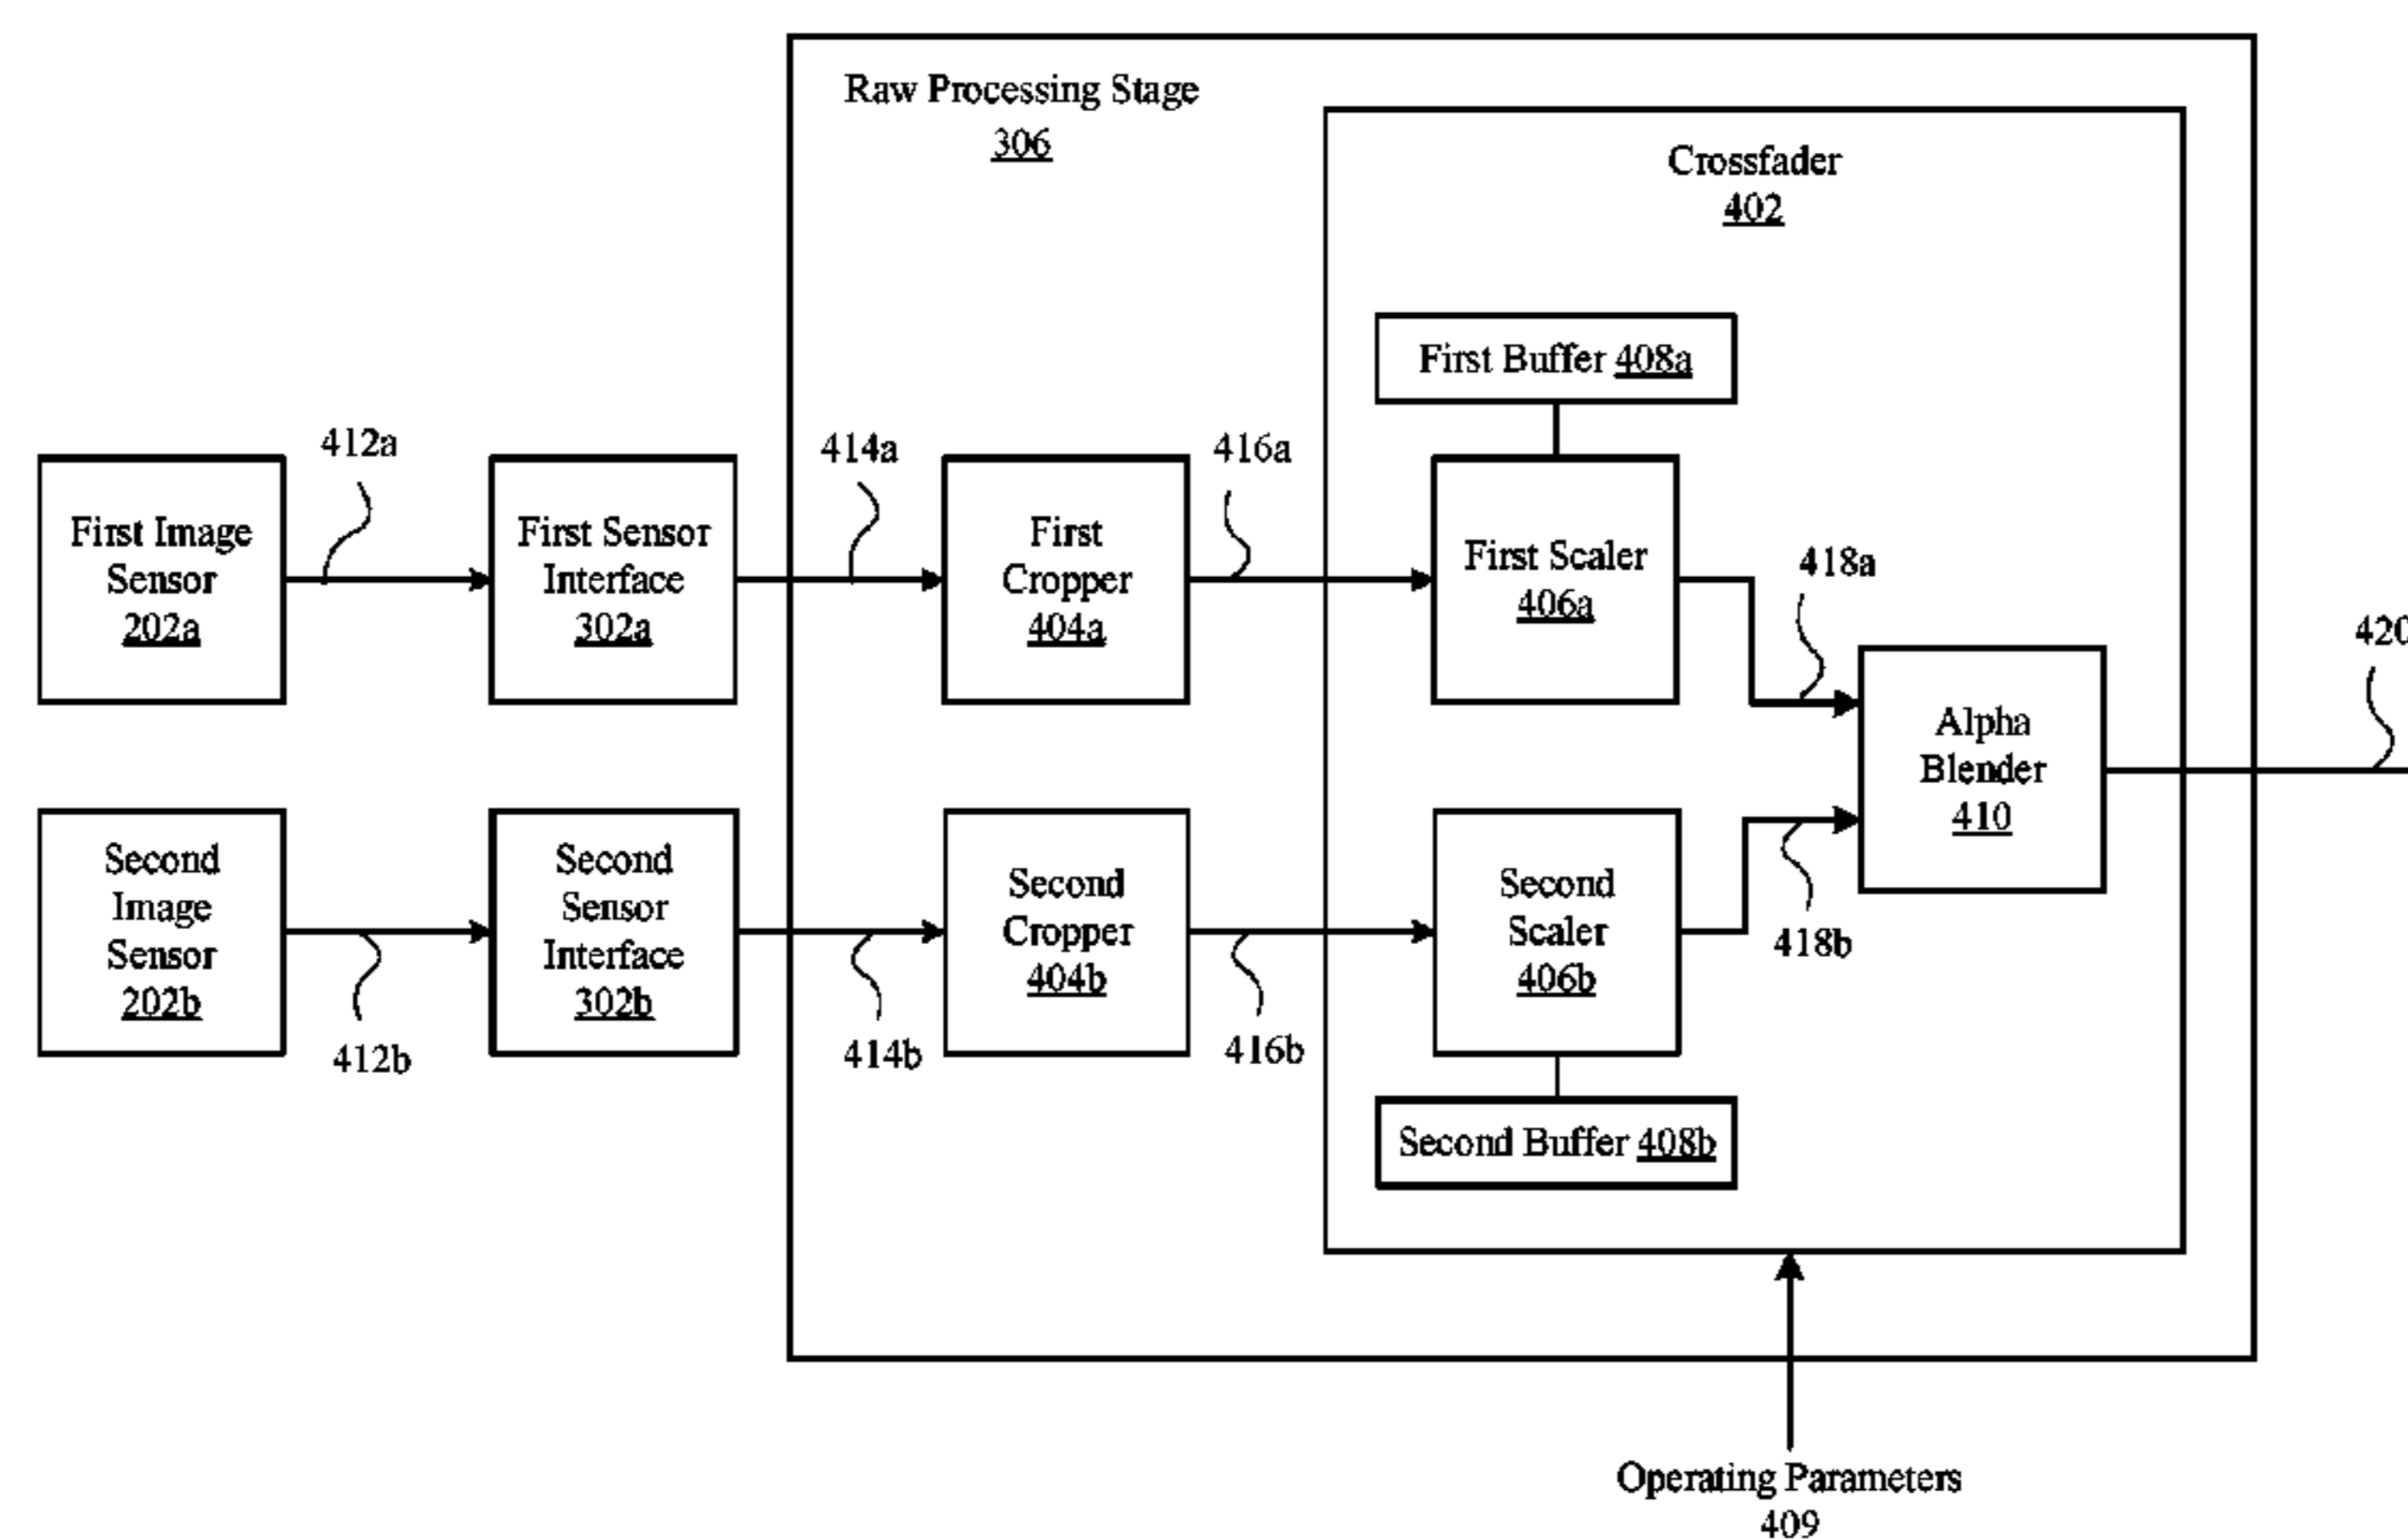 Raw Processing Stage
306
Crossfader
402
First Buffer 408a
412a
414a
416a
First Image
Sensor
202a
First Sensor
Interface
302a
First
Cropper
404a
First Scaler
406a
418a
420
Alpha
Blender
410
Second
Image
Sensor
202b
Second
Sensor
Interface
302b
Second
Cropper
404b
Second
Scaler
406b
418b
412b
414b
416b
Second Buffer 408b
Operating Parameters
409